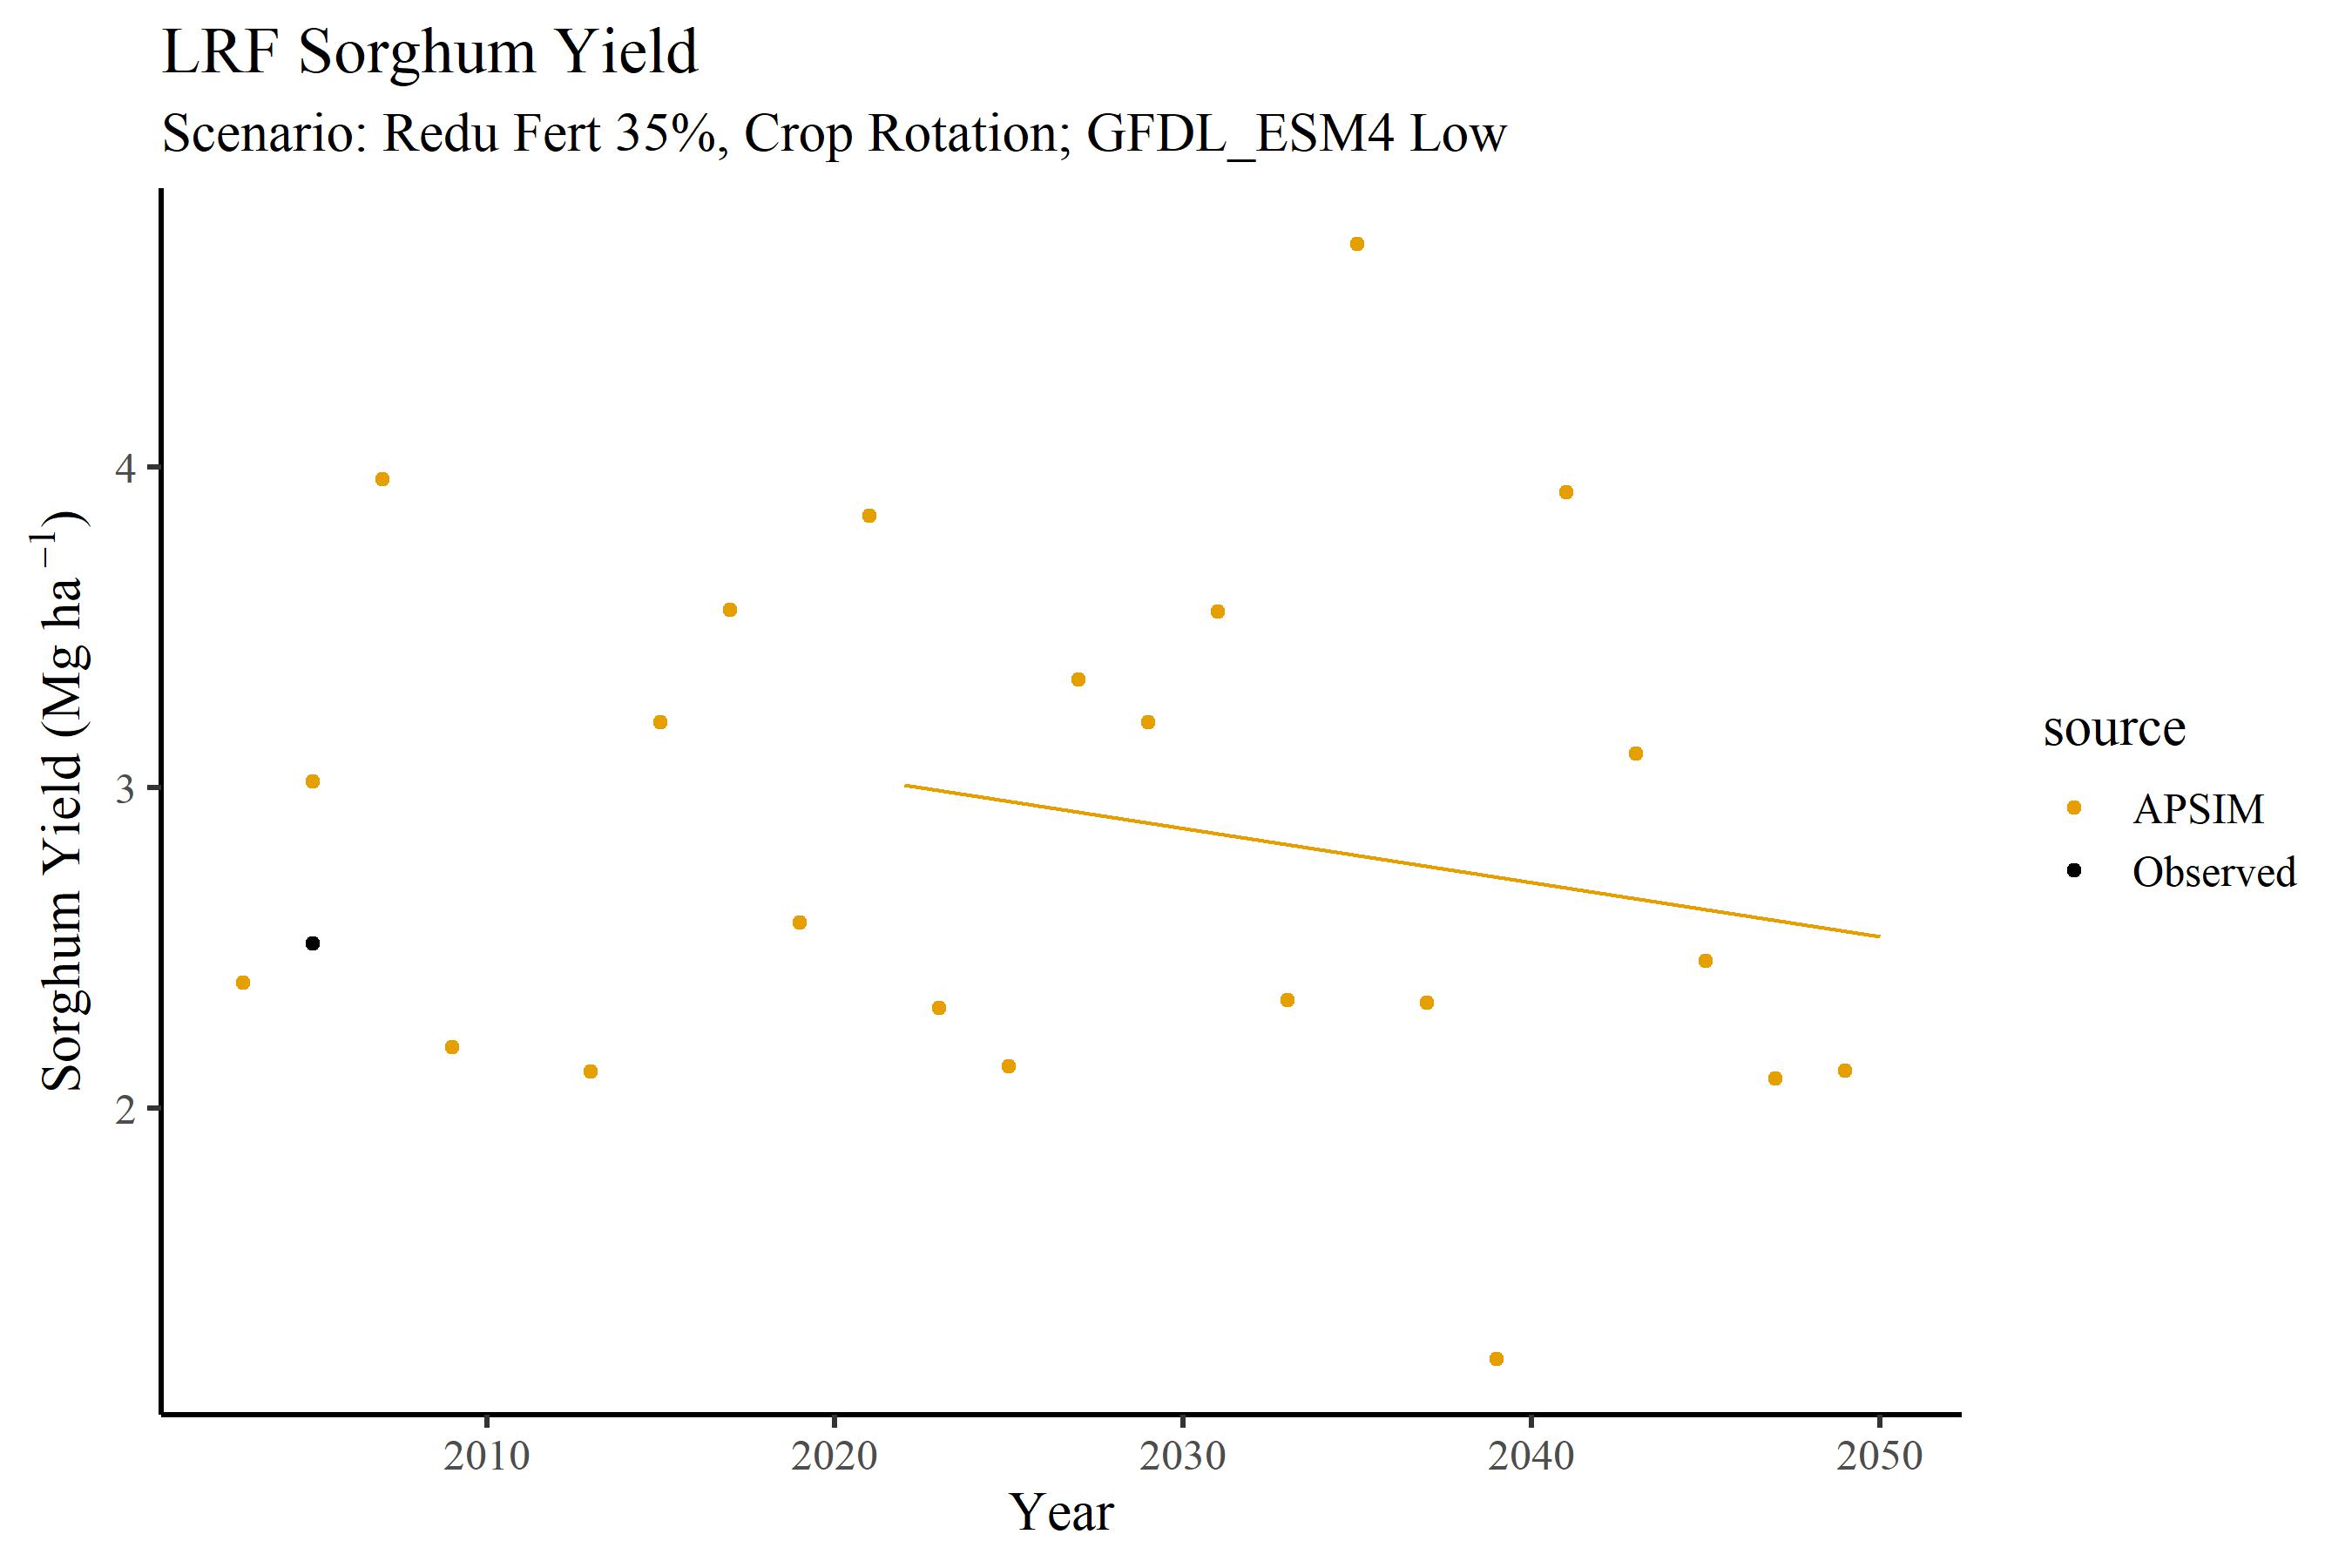 LRF Sorghum Yield
Scenario: Redu Fert 35%, Crop Rotation; GFDL_ESM4 Low
Sorghum Yield (Mg ha⁻¹)
4
3
2
2010
2020
2030
2040
2050
Year
source
APSIM
Observed